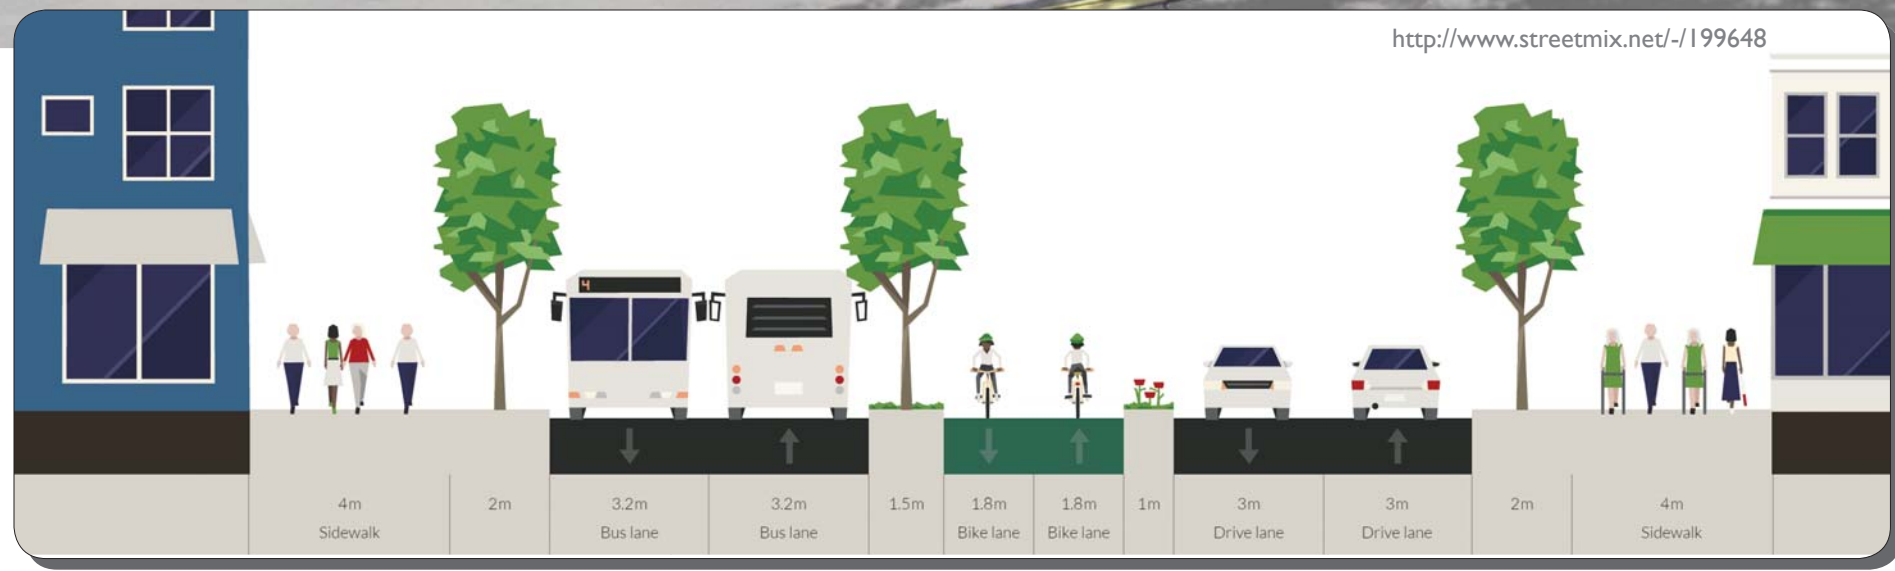 http://www.streetmix.net/-/199648
4
4m
Sidewalk
2m
3.2m
Bus lane
3.2m
Bus lane
1.5m
1.8m
Bike lane
1.8m
Bike lane
1m
3m
Drive lane
3m
Drive lane
2m
4m
Sidewalk